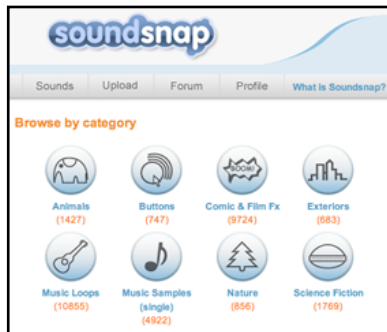 soundsnap
Sounds Upload Forum Profile What is Soundsnap?
Browse by category
BOOM!
Animals Buttons Comic & Film Fx Exteriors
(1427) (747) (9724) (683)
Music Loops Music Samples Nature Science Fiction
(10855) (single) (856) (1769)
(4922)